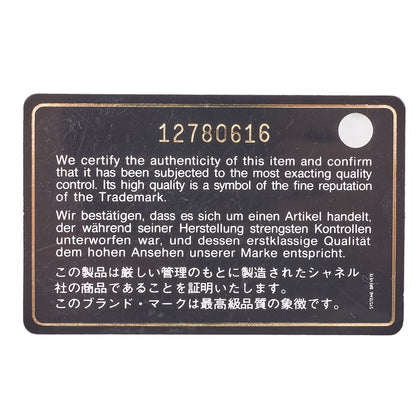 12780616
We certify the authenticity of this item and confirm
that it has been subjected to the most exacting quality
control. Its high quality is a symbol of the fine reputation
of the Trademark.
Wir bestätigen, dass es sich um einen Artikel handelt,
der während seiner Herstellung strengsten Kontrollen
unterworfen war, und dessen erstklassige Qualität
dem hohen Ansehen unserer Marke entspricht.
この製品は厳しい管理のもとに製造されたシャネル
社の商品であることを証明いたします。
このブランド・マークは最高級品質の象徴です。